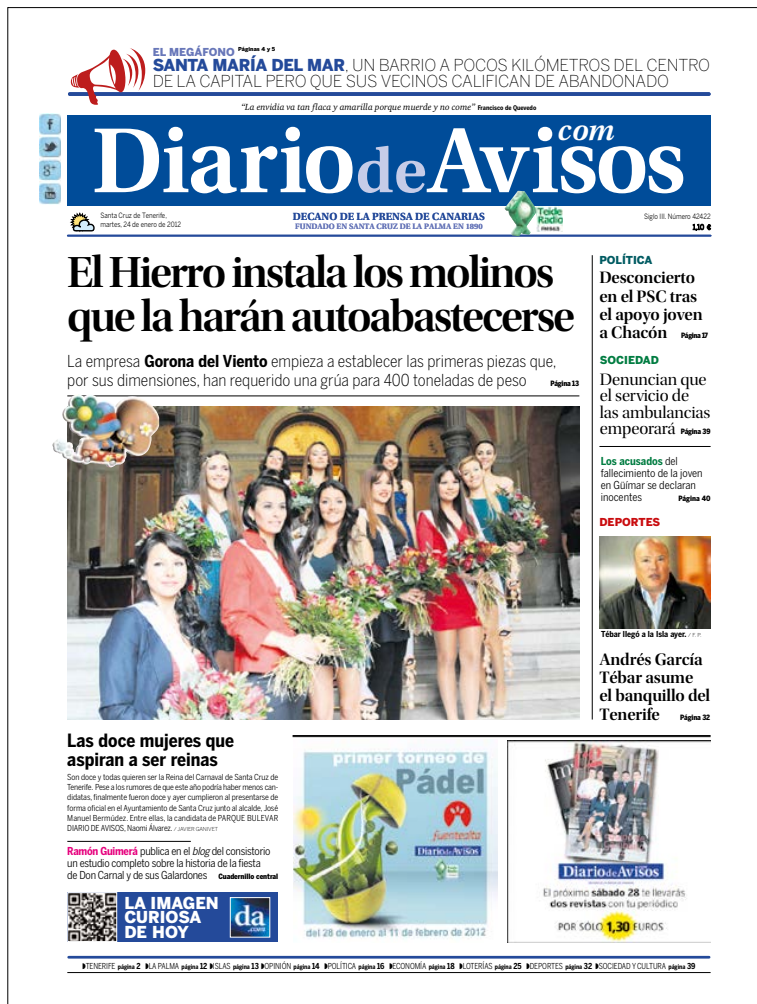 EL MEGÁFONO Páginas 4 y 5
SANTA MARÍA DEL MAR, UN BARRIO A POCOS KILÓMETROS DEL CENTRO
DE LA CAPITAL PERO QUE SUS VECINOS CALIFICAN DE ABANDONADO
"La envidia va tan flaca y amarilla porque muerde y no come" Francisco de Quevedo
f
g+
You
DiariodeAvisos
com
Santa Cruz de Tenerife,
martes, 24 de enero de 2012
DECANO DE LA PRENSA DE CANARIAS
FUNDADO EN SANTA CRUZ DE LA PALMA EN 1890
Teide
Radio
Siglo III. Número 42422
1,10 €
El Hierro instala los molinos
que la harán autoabastecerse
La empresa Gorona del Viento empieza a establecer las primeras piezas que,
por sus dimensiones, han requerido una grúa para 400 toneladas de peso Página 13
POLÍTICA
Desconcierto
en el PSC tras
el apoyo joven
a Chacón Página 17
SOCIEDAD
Denuncian que
el servicio de
las ambulancias
empeorará Página 39
Los acusados del
fallecimiento de la joven
en Güímar se declaran
inocentes Página 40
DEPORTES
Tébar llegó a la Isla ayer. / F. P.
Andrés García
Tébar asume
el banquillo del
Tenerife Página 32
Las doce mujeres que
aspiran a ser reinas
Son doce y todas quieren ser la Reina del Carnaval de Santa Cruz de
Tenerife. Pese a los rumores de que este año podría haber menos can-
didatas, finalmente fueron doce y ayer cumplieron al presentarse de
forma oficial en el Ayuntamiento de Santa Cruz junto al alcalde, José
Manuel Bermúdez. Entre ellas, la candidata de PARQUE BULEVAR
DIARIO DE AVISOS, Naomi Álvarez. / JAVIER GANIVET
Ramón Guimerá publica en el blog del consistorio
un estudio completo sobre la historia de la fiesta
de Don Carnal y de sus Galardones Cuadernillo central
LA IMAGEN
CURIOSA
DE HOY
da
.com
primer torneo de
Pádel
fuentealta
DiariodeAvisos
del 28 de enero al 11 de febrero de 2012
DiariodeAvisos
El próximo sábado 28 te llevarás
dos revistas con tu periódico
POR SÓLO 1,30 EUROS
TENERIFE página 2 LA PALMA página 12 ISLAS página 13 OPINIÓN página 14 POLÍTICA página 16 ECONOMÍA página 18 LOTERÍAS página 25 DEPORTES página 32 SOCIEDAD Y CULTURA página 39